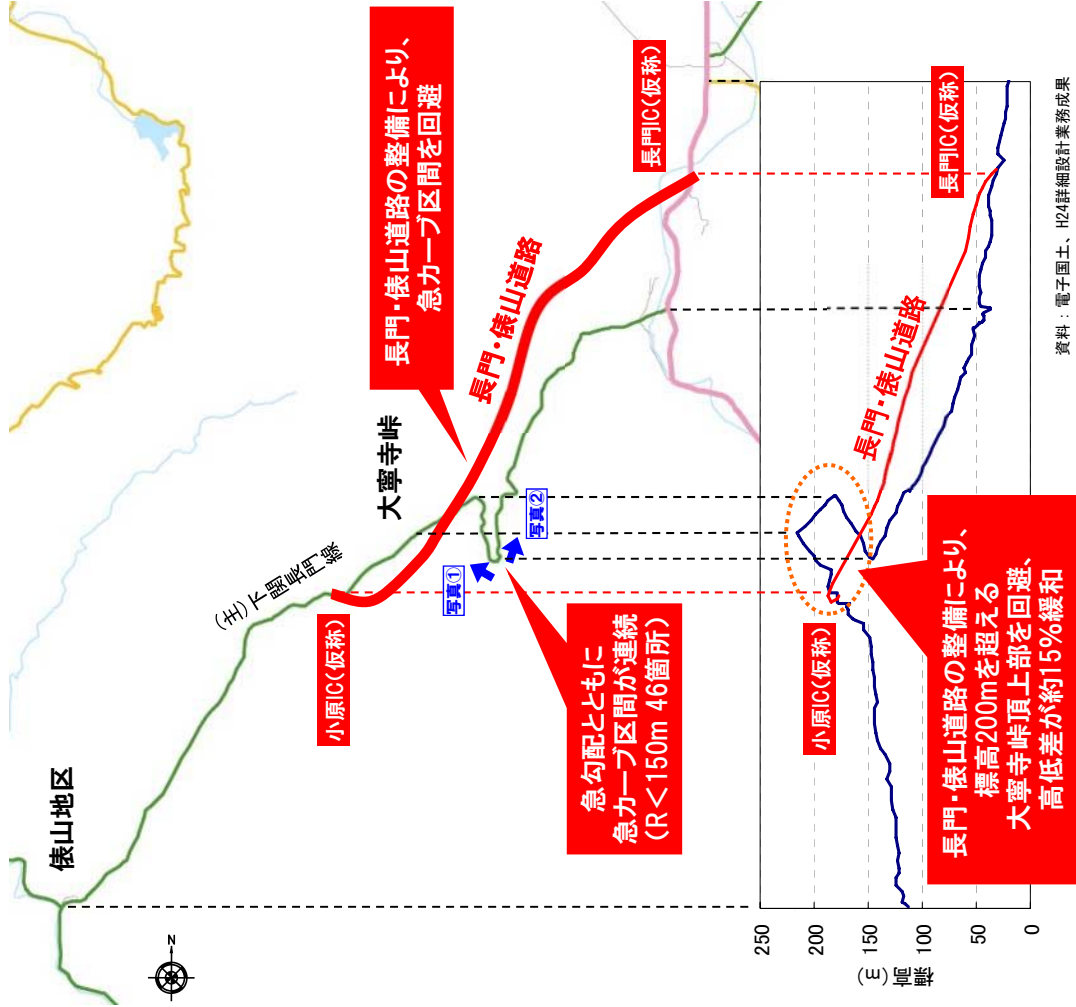 俵山地区
N
(主)下関長門線
大寧寺峠
長門・俵山道路の整備により、
急カーブ区間を回避
長門・俵山道路
小原IC(仮称)
長門IC(仮称)
写真①
写真②
急勾配とともに
急カーブ区間が連続
(R<150m 46箇所)
標高(m)
250
200
150
100
50
0
小原IC(仮称)
長門・俵山道路
長門IC(仮称)
長門・俵山道路の整備により、
標高200mを超える
大寧寺峠頂上部を回避、
高低差が約15%緩和
資料:電子国土、H24詳細設計業務成果